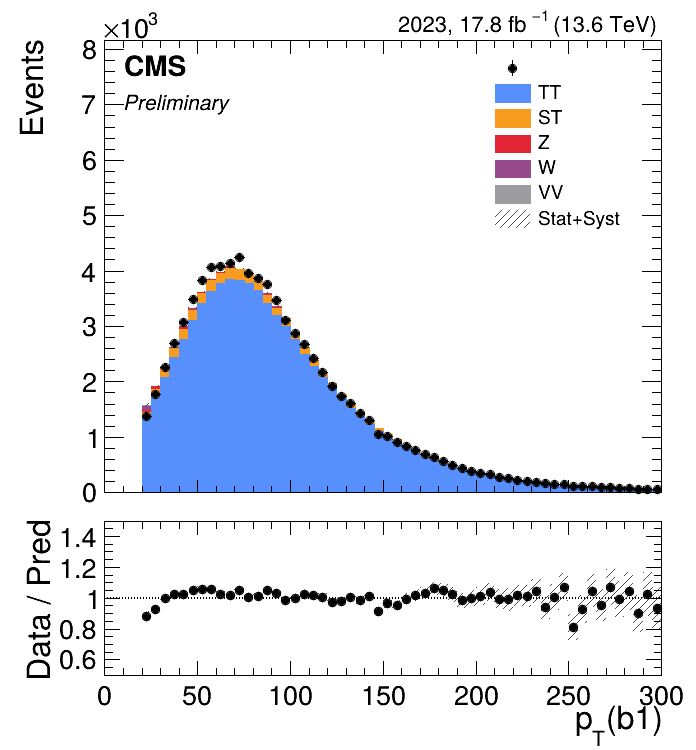 ×10³
2023, 17.8 fb⁻¹ (13.6 TeV)
Events
8
7
6
5
4
3
2
1
0
CMS
Preliminary
TT
ST
Z
W
VV
Stat+Syst
Data / Pred
1.4
1.2
1
0.8
0.6
0 50 100 150 200 250 300
p_T(b1)